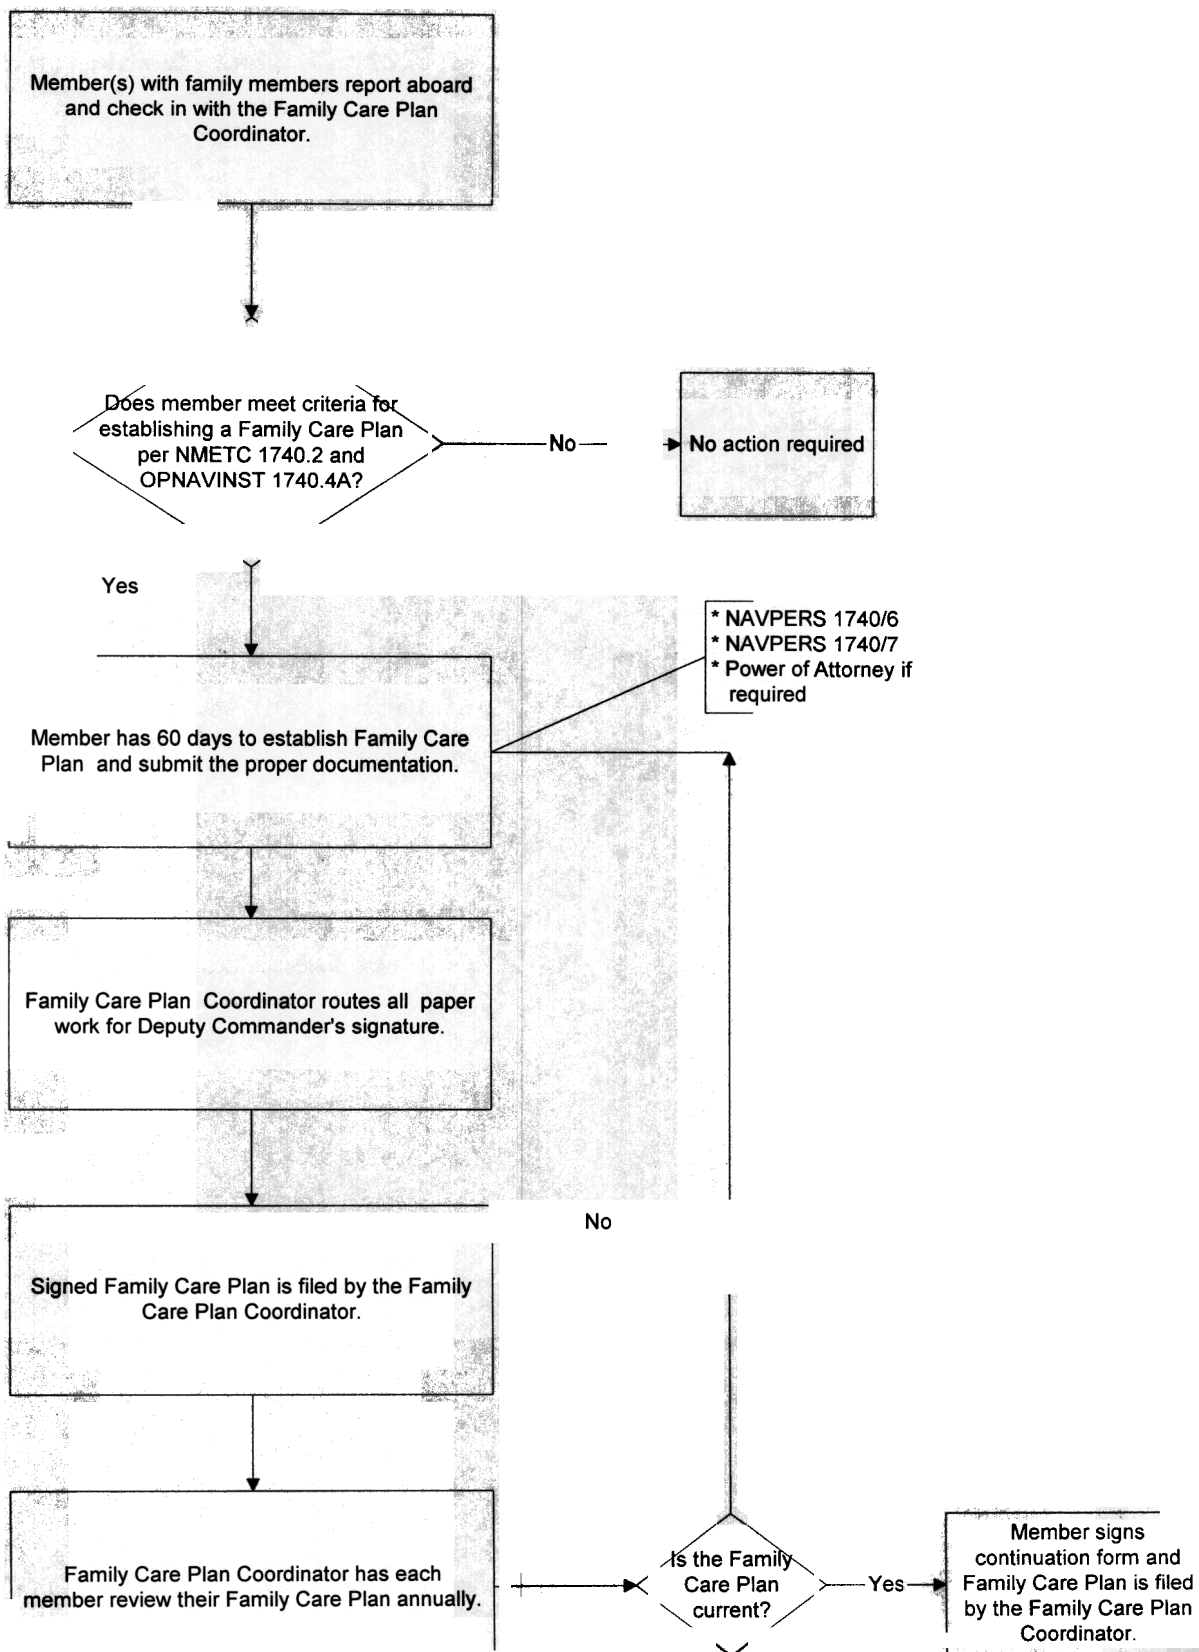 Member(s) with family members report aboard
and check in with the Family Care Plan
Coordinator.
Does member meet criteria for
establishing a Family Care Plan
per NMETC 1740.2 and
OPNAVINST 1740.4A?
No
No action required
Yes
* NAVPERS 1740/6
* NAVPERS 1740/7
* Power of Attorney if
required
Member has 60 days to establish Family Care
Plan and submit the proper documentation.
Family Care Plan Coordinator routes all paper
work for Deputy Commander's signature.
No
Signed Family Care Plan is filed by the Family
Care Plan Coordinator.
Family Care Plan Coordinator has each
member review their Family Care Plan annually.
Is the Family
Care Plan
current?
Yes
Member signs
continuation form and
Family Care Plan is filed
by the Family Care Plan
Coordinator.